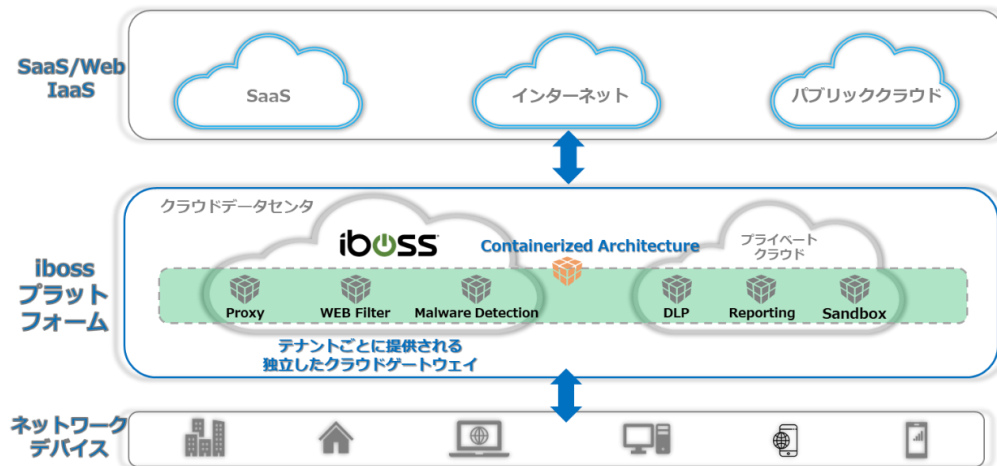 SaaS/Web
IaaS
SaaS
インターネット
パブリッククラウド
iboss
プラット
フォーム
クラウドデータセンタ
iboss
Containerized Architecture
プライベート
クラウド
Proxy
WEB Filter
Malware Detection
DLP
Reporting
Sandbox
テナントごとに提供される
独立したクラウドゲートウェイ
ネットワーク
デバイス